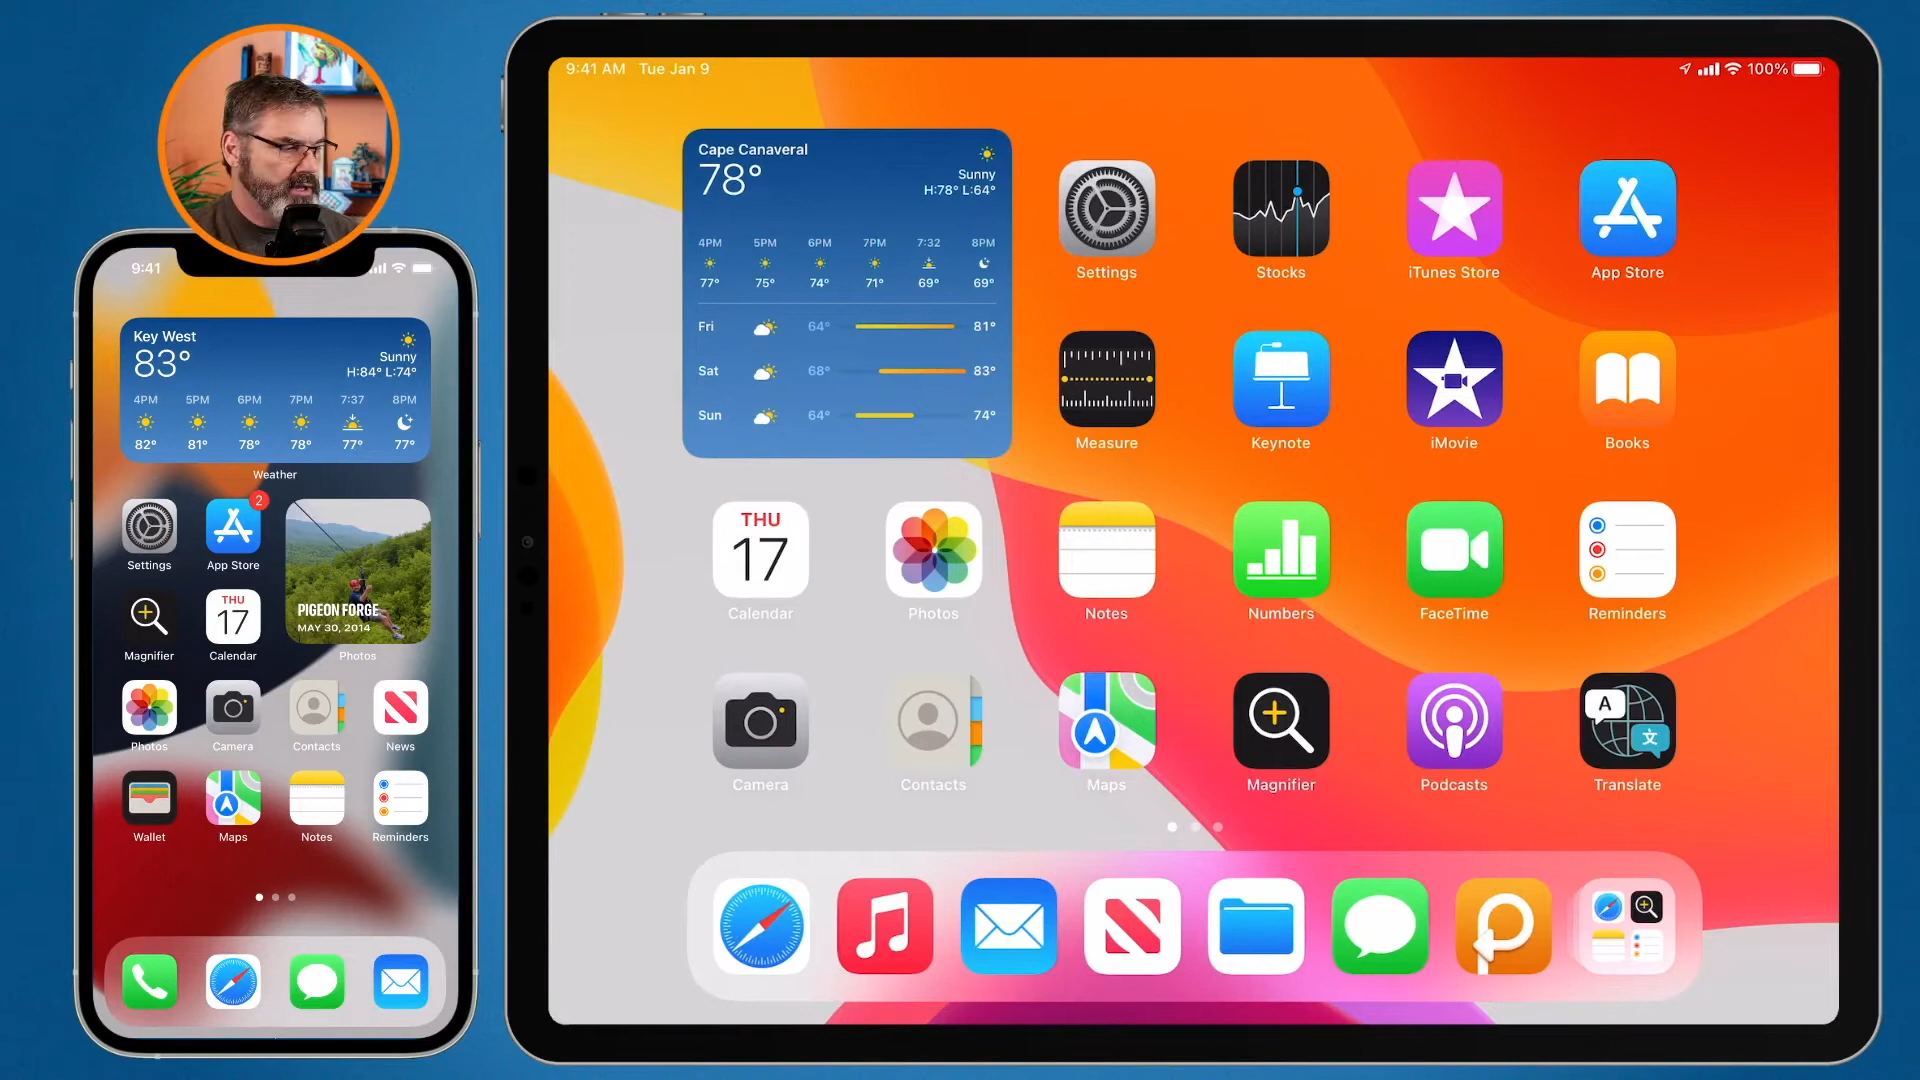 9:41
Key West
83°
Sunny
H:84° L:74°
4PM 5PM 6PM 7PM 7:37 8PM
82° 81° 78° 78° 77° 77°
Weather
2
Settings App Store
PIGEON FORGE
MAY 30, 2014
THU
17
Magnifier Calendar Photos
Photos Camera Contacts News
Wallet Maps Notes Reminders
9:41 AM Tue Jan 9
100%
Cape Canaveral
78°
Sunny
H:78° L:64°
4PM 5PM 6PM 7PM 7:32 8PM
77° 75° 74° 71° 69° 69°
Fri 64° 81°
Sat 68° 83°
Sun 64° 74°
Settings Stocks iTunes Store App Store
Measure Keynote iMovie Books
THU
17
Calendar Photos Notes Numbers FaceTime Reminders
A
文
Camera Contacts Maps Magnifier Podcasts Translate